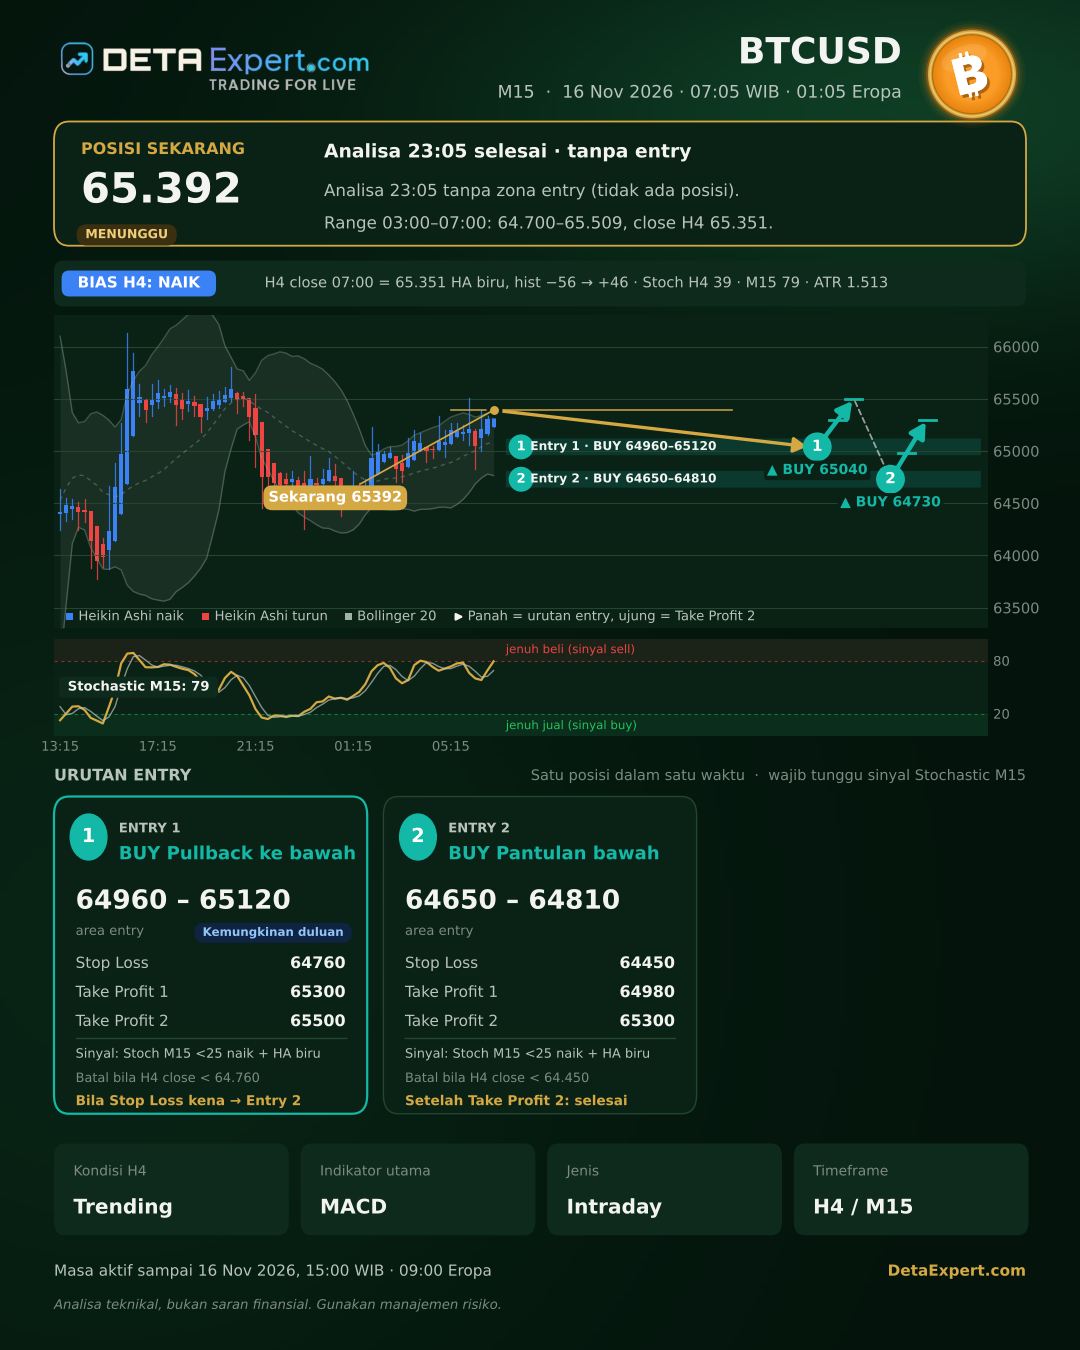 DETA Expert.com
TRADING FOR LIVE
BTCUSD
M15 · 16 Nov 2026 · 07:05 WIB · 01:05 Eropa
POSISI SEKARANG
65.392
MENUNGGU
Analisa 23:05 selesai · tanpa entry
Analisa 23:05 tanpa zona entry (tidak ada posisi).
Range 03:00–07:00: 64.700–65.509, close H4 65.351.
BIAS H4: NAIK
H4 close 07:00 = 65.351 HA biru, hist −56 → +46 · Stoch H4 39 · M15 79 · ATR 1.513
66000
65500
65000
64500
64000
63500
1 Entry 1 · BUY 64960–65120
2 Entry 2 · BUY 64650–64810
1
▲ BUY 65040
2
▲ BUY 64730
Sekarang 65392
Heikin Ashi naik
Heikin Ashi turun
Bollinger 20
Panah = urutan entry, ujung = Take Profit 2
jenuh beli (sinyal sell)
80
Stochastic M15: 79
20
jenuh jual (sinyal buy)
13:15 17:15 21:15 01:15 05:15
URUTAN ENTRY
Satu posisi dalam satu waktu · wajib tunggu sinyal Stochastic M15
1
ENTRY 1
BUY Pullback ke bawah
64960 – 65120
area entry
Kemungkinan duluan
Stop Loss 64760
Take Profit 1 65300
Take Profit 2 65500
Sinyal: Stoch M15 <25 naik + HA biru
Batal bila H4 close < 64.760
Bila Stop Loss kena → Entry 2
2
ENTRY 2
BUY Pantulan bawah
64650 – 64810
area entry
Stop Loss 64450
Take Profit 1 64980
Take Profit 2 65300
Sinyal: Stoch M15 <25 naik + HA biru
Batal bila H4 close < 64.450
Setelah Take Profit 2: selesai
Kondisi H4
Trending
Indikator utama
MACD
Jenis
Intraday
Timeframe
H4 / M15
Masa aktif sampai 16 Nov 2026, 15:00 WIB · 09:00 Eropa
DetaExpert.com
Analisa teknikal, bukan saran finansial. Gunakan manajemen risiko.